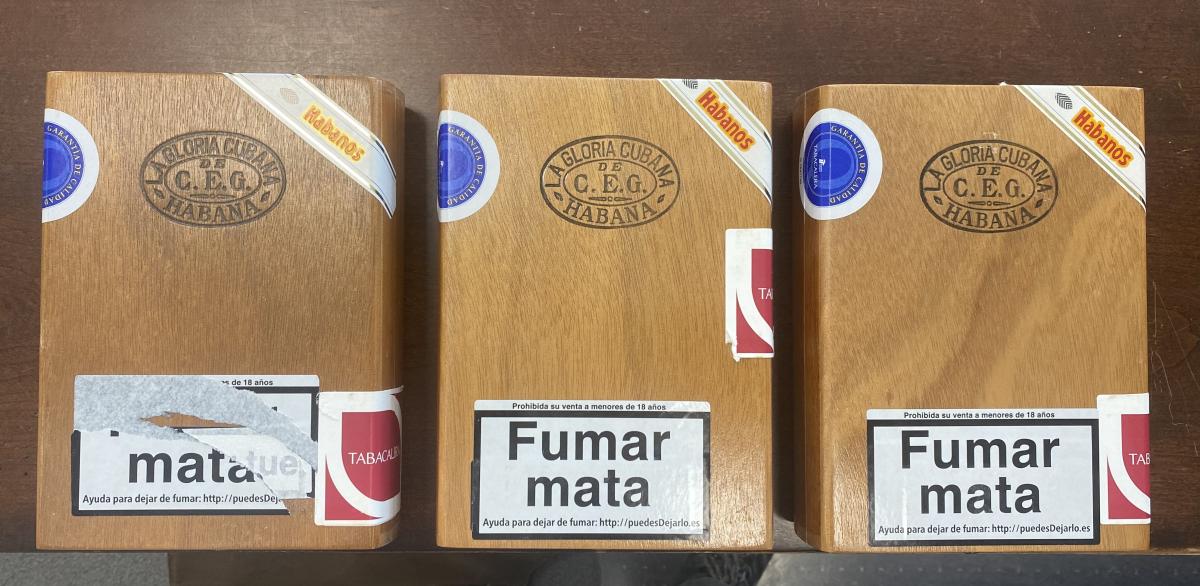 GARANTIA DE CALIDAD
Habanos
LA GLORIA CUBANA
DE
C.E.G.
HABANA
es de 18 años
mata
tue
Ayuda para dejar de fumar: http://puedesDej
TABACALERA
GARANTIA DE CALIDAD
Habanos
LA GLORIA CUBANA
DE
C.E.G.
HABANA
TA
Prohibida su venta a menores de 18 años
Fumar
mata
Ayuda para dejar de fumar: http://puedesDejarlo.es
GARANTIA DE CALIDAD
TABACALERA
Habanos
LA GLORIA CUBANA
DE
C.E.G.
HABANA
Prohibida su venta a menores de 18 años
Fumar
mata
Ayuda para dejar de fumar: http://puedesDejarlo.es
TAB